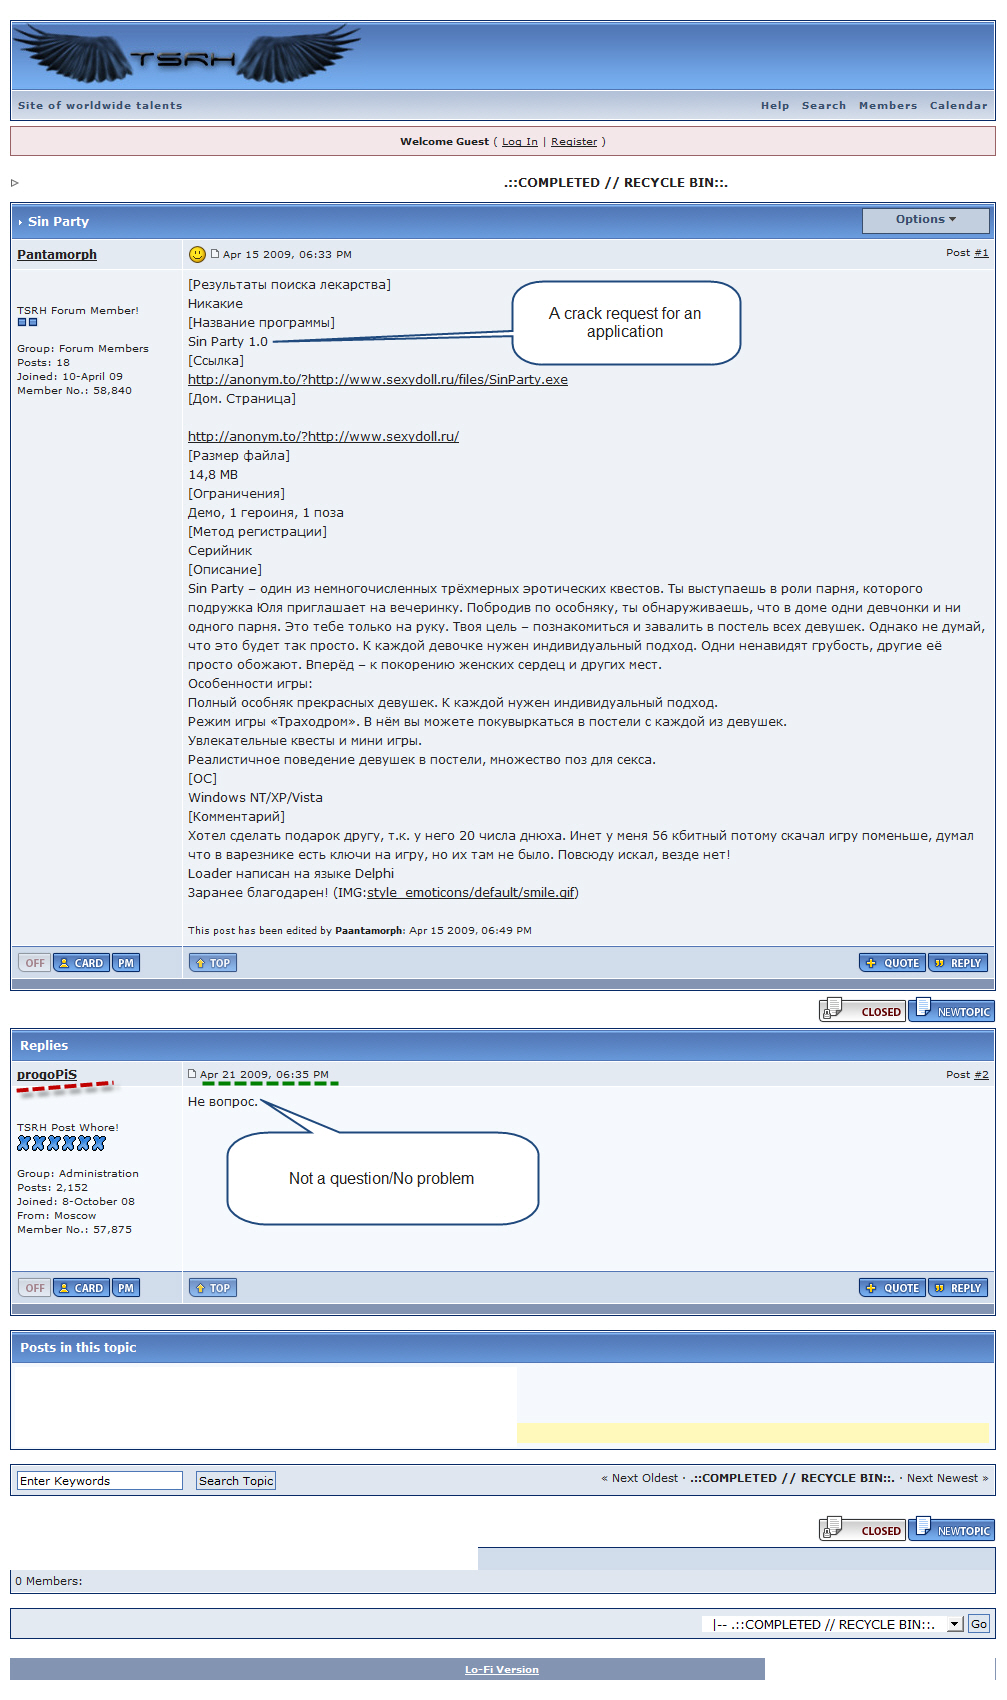 TSRH
Site of worldwide talents
Help Search Members Calendar
Welcome Guest ( Log In | Register )
.::COMPLETED // RECYCLE BIN::.
Sin Party
Options
Pantamorph
Apr 15 2009, 06:33 PM
Post #1
TSRH Forum Member!
Group: Forum Members
Posts: 18
Joined: 10-April 09
Member No.: 58,840
[Результаты поиска лекарства]
Никакие
[Название программы]
Sin Party 1.0
A crack request for an
application
[Ссылка]
http://anonym.to/?http://www.sexydoll.ru/files/SinParty.exe
[Дом. Страница]
http://anonym.to/?http://www.sexydoll.ru/
[Размер файла]
14,8 MB
[Ограничения]
Демо, 1 героиня, 1 поза
[Метод регистрации]
Серийник
[Описание]
Sin Party – один из немногочисленных трёхмерных эротических квестов. Ты выступаешь в роли парня, которого
подружка Юля приглашает на вечеринку. Побродив по особняку, ты обнаруживаешь, что в доме одни девчонки и ни
одного парня. Это тебе только на руку. Твоя цель – познакомиться и завалить в постель всех девушек. Однако не думай,
что это будет так просто. К каждой девочке нужен индивидуальный подход. Одни ненавидят грубость, другие её
просто обожают. Вперёд – к покорению женских сердец и других мест.
Особенности игры:
Полный особняк прекрасных девушек. К каждой нужен индивидуальный подход.
Режим игры «Траходром». В нём вы можете покувыркаться в постели с каждой из девушек.
Увлекательные квесты и мини игры.
Реалистичное поведение девушек в постели, множество поз для секса.
[ОС]
Windows NT/XP/Vista
[Комментарий]
Хотел сделать подарок другу, т.к. у него 20 числа днюха. Инет у меня 56 кбитный потому скачал игру поменьше, думал
что в варезнике есть ключи на игру, но их там не было. Повсюду искал, везде нет!
Loader написан на языке Delphi
Заранее благодарен! (IMG:style_emoticons/default/smile.gif)
This post has been edited by Paantamorph: Apr 15 2009, 06:49 PM
OFF CARD PM TOP QUOTE REPLY
CLOSED NEWTOPIC
Replies
progoPiS
Apr 21 2009, 06:35 PM
Post #2
Не вопрос.
TSRH Post Whore!
Group: Administration
Posts: 2,152
Joined: 8-October 08
From: Moscow
Member No.: 57,875
Not a question/No problem
OFF CARD PM TOP QUOTE REPLY
Posts in this topic
Enter Keywords Search Topic
« Next Oldest · .::COMPLETED // RECYCLE BIN::. · Next Newest »
CLOSED NEWTOPIC
0 Members:
|-- .::COMPLETED // RECYCLE BIN::. Go
Lo-Fi Version